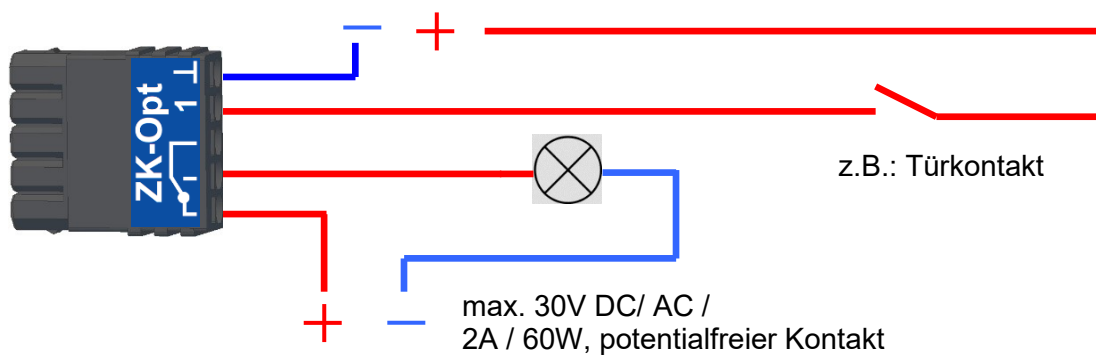 − +
ZK-Opt
1
z.B.: Türkontakt
+ −
max. 30V DC/ AC /
2A / 60W, potentialfreier Kontakt